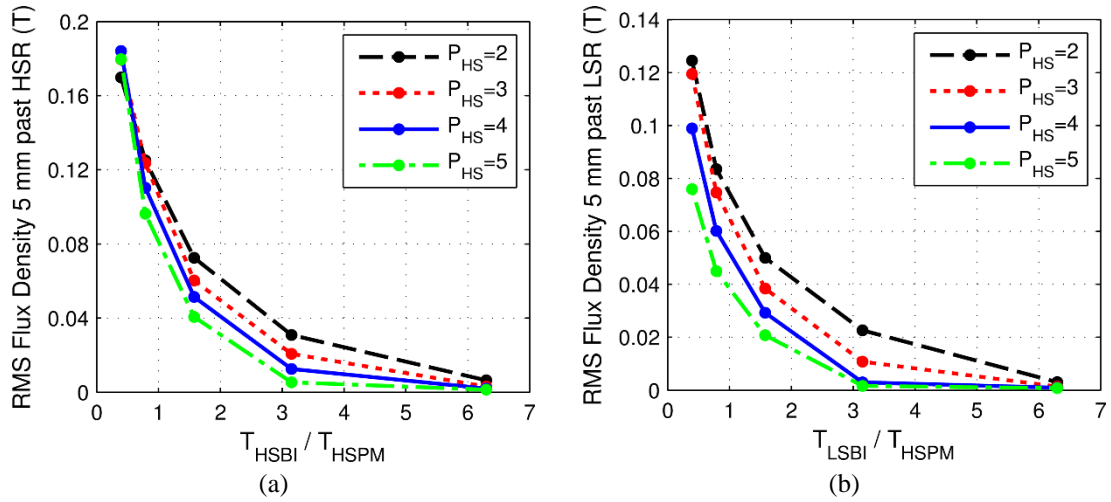 RMS Flux Density 5 mm past HSR (T)
0.2
0.16
0.12
0.08
0.04
0
0 1 2 3 4 5 6 7
P_HS=2
P_HS=3
P_HS=4
P_HS=5
T_HSBI / T_HSPM
(a)
RMS Flux Density 5 mm past LSR (T)
0.14
0.12
0.1
0.08
0.06
0.04
0.02
0
0 1 2 3 4 5 6 7
P_HS=2
P_HS=3
P_HS=4
P_HS=5
T_LSBI / T_HSPM
(b)